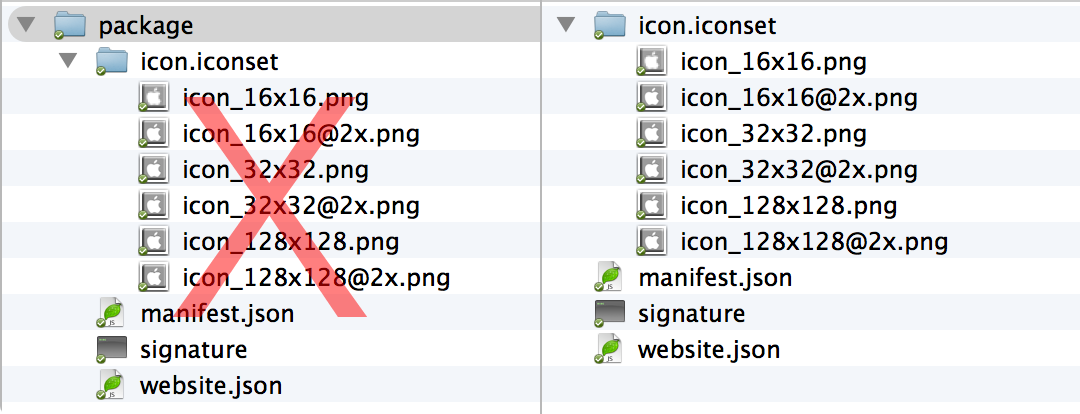 package
icon.iconset
icon_16x16.png
icon_16x16@2x.png
icon_32x32.png
icon_32x32@2x.png
icon_128x128.png
icon_128x128@2x.png
manifest.json
signature
website.json
icon.iconset
icon_16x16.png
icon_16x16@2x.png
icon_32x32.png
icon_32x32@2x.png
icon_128x128.png
icon_128x128@2x.png
manifest.json
signature
website.json